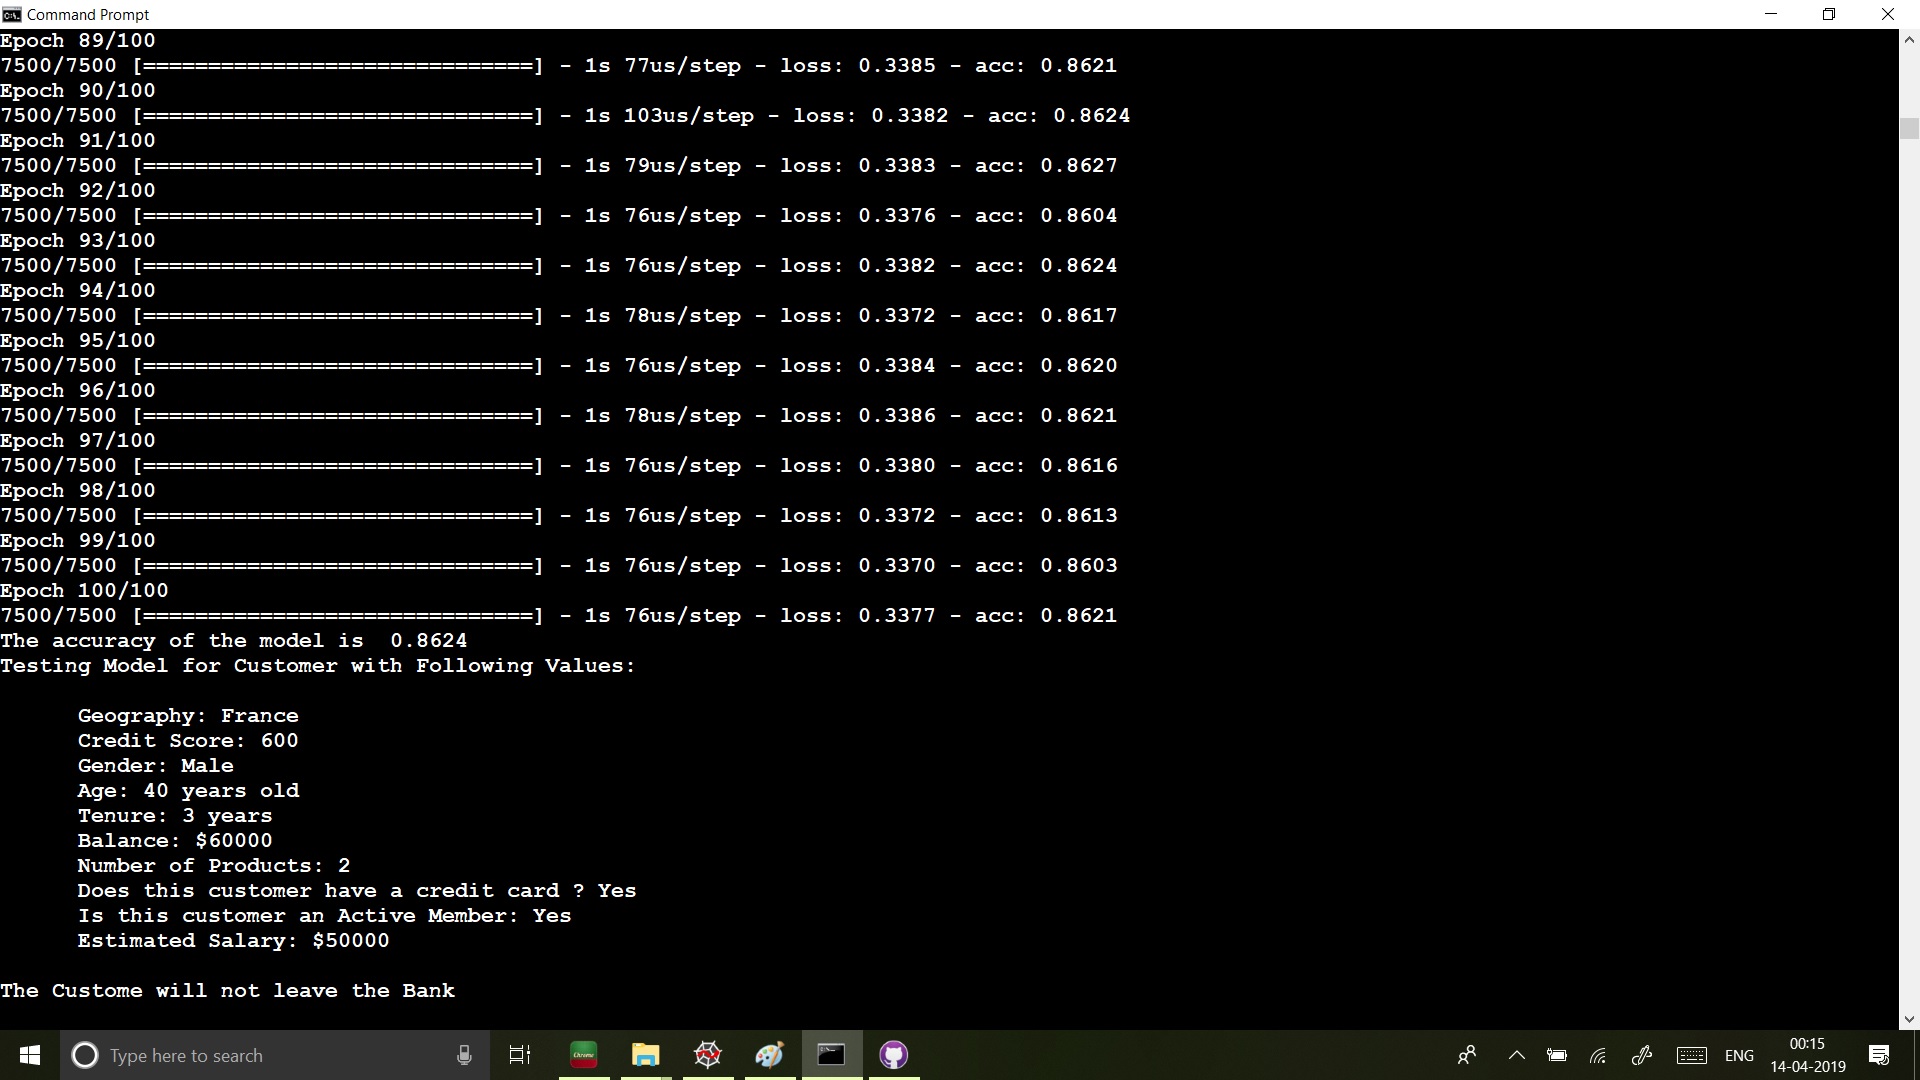 Command Prompt
Epoch 89/100
7500/7500 [==============================] - 1s 77us/step - loss: 0.3385 - acc: 0.8621
Epoch 90/100
7500/7500 [==============================] - 1s 103us/step - loss: 0.3382 - acc: 0.8624
Epoch 91/100
7500/7500 [==============================] - 1s 79us/step - loss: 0.3383 - acc: 0.8627
Epoch 92/100
7500/7500 [==============================] - 1s 76us/step - loss: 0.3376 - acc: 0.8604
Epoch 93/100
7500/7500 [==============================] - 1s 76us/step - loss: 0.3382 - acc: 0.8624
Epoch 94/100
7500/7500 [==============================] - 1s 78us/step - loss: 0.3372 - acc: 0.8617
Epoch 95/100
7500/7500 [==============================] - 1s 76us/step - loss: 0.3384 - acc: 0.8620
Epoch 96/100
7500/7500 [==============================] - 1s 78us/step - loss: 0.3386 - acc: 0.8621
Epoch 97/100
7500/7500 [==============================] - 1s 76us/step - loss: 0.3380 - acc: 0.8616
Epoch 98/100
7500/7500 [==============================] - 1s 76us/step - loss: 0.3372 - acc: 0.8613
Epoch 99/100
7500/7500 [==============================] - 1s 76us/step - loss: 0.3370 - acc: 0.8603
Epoch 100/100
7500/7500 [==============================] - 1s 76us/step - loss: 0.3377 - acc: 0.8621
The accuracy of the model is  0.8624
Testing Model for Customer with Following Values:
Geography: France
Credit Score: 600
Gender: Male
Age: 40 years old
Tenure: 3 years
Balance: $60000
Number of Products: 2
Does this customer have a credit card ? Yes
Is this customer an Active Member: Yes
Estimated Salary: $50000
The Custome will not leave the Bank
Type here to search
Chrome
ENG
00:15
14-04-2019